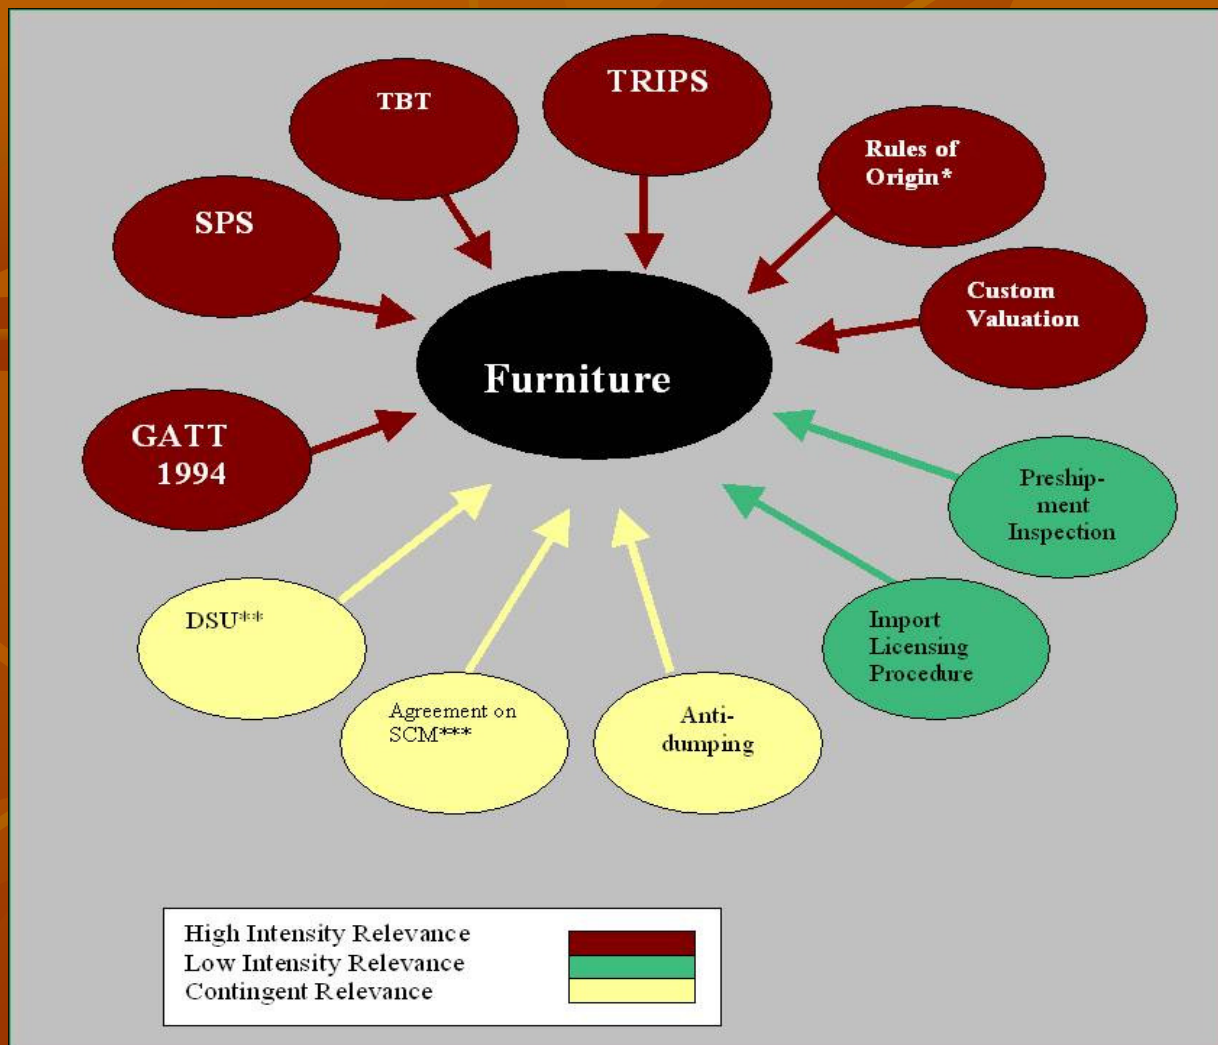 TRIPS
TBT
Rules of
Origin*
SPS
Custom
Valuation
Furniture
GATT
1994
Preship-
ment
Inspection
DSU**
Import
Licensing
Procedure
Agreement on
SCM***
Anti-
dumping
High Intensity Relevance
Low Intensity Relevance
Contingent Relevance